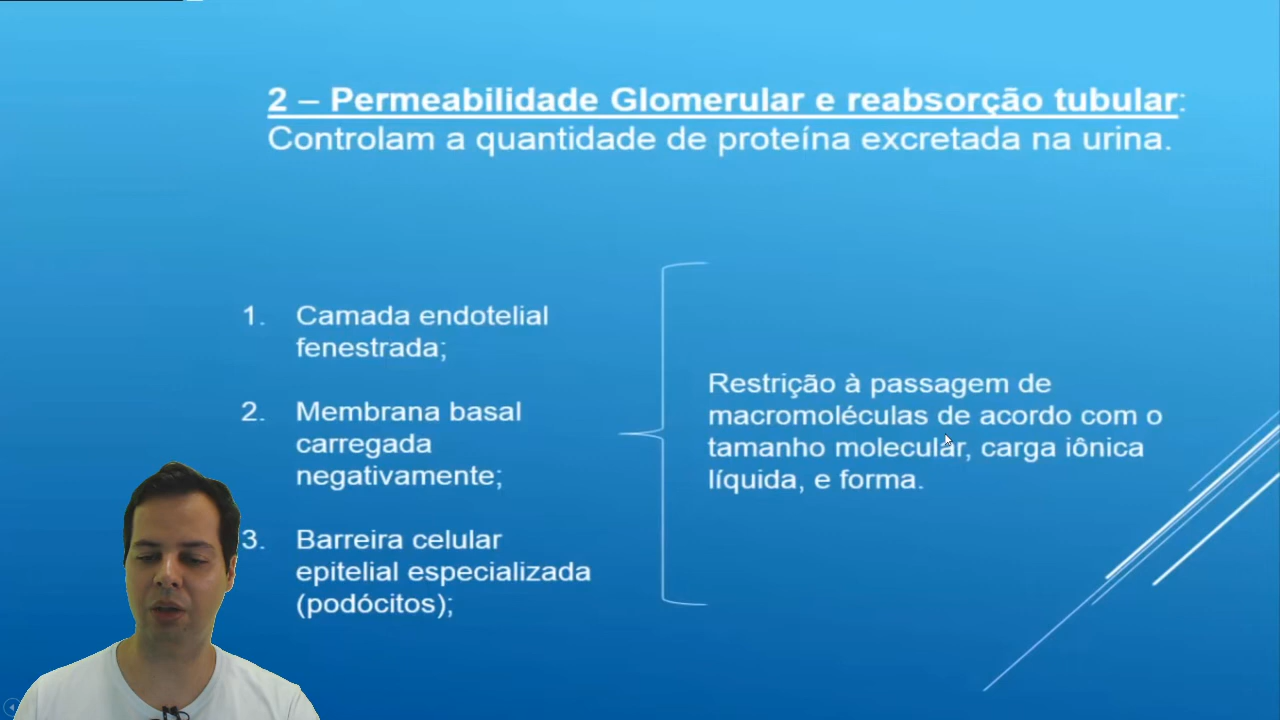 2 – Permeabilidade Glomerular e reabsorção tubular:
Controlam a quantidade de proteína excretada na urina.
1. Camada endotelial
fenestrada;
2. Membrana basal
carregada
negativamente;
3. Barreira celular
epitelial especializada
(podócitos);
Restrição à passagem de
macromoléculas de acordo com o
tamanho molecular, carga iônica
líquida, e forma.